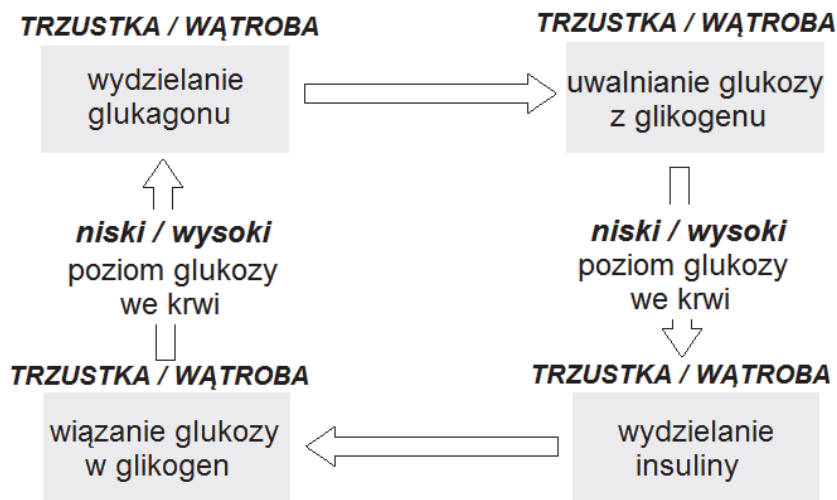 TRZUSTKA / WĄTROBA
wydzielanie
glukagonu
TRZUSTKA / WĄTROBA
uwalnianie glukozy
z glikogenu
niski / wysoki
poziom glukozy
we krwi
niski / wysoki
poziom glukozy
we krwi
TRZUSTKA / WĄTROBA
wiązanie glukozy
w glikogen
TRZUSTKA / WĄTROBA
wydzielanie
insuliny